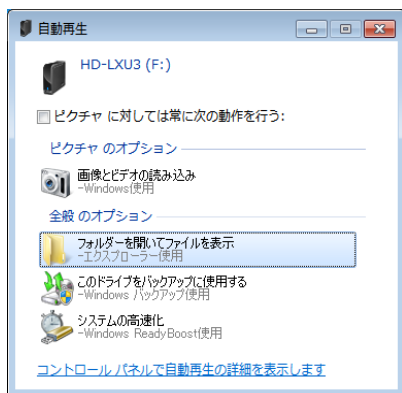 自動再生
HD-LXU3 (F:)
ピクチャ に対しては常に次の動作を行う:
ピクチャ のオプション
画像とビデオの読み込み
-Windows使用
全般 のオプション
フォルダーを開いてファイルを表示
-エクスプローラー使用
このドライブをバックアップに使用する
-Windows バックアップ使用
システムの高速化
-Windows ReadyBoost使用
コントロール パネルで自動再生の詳細を表示します